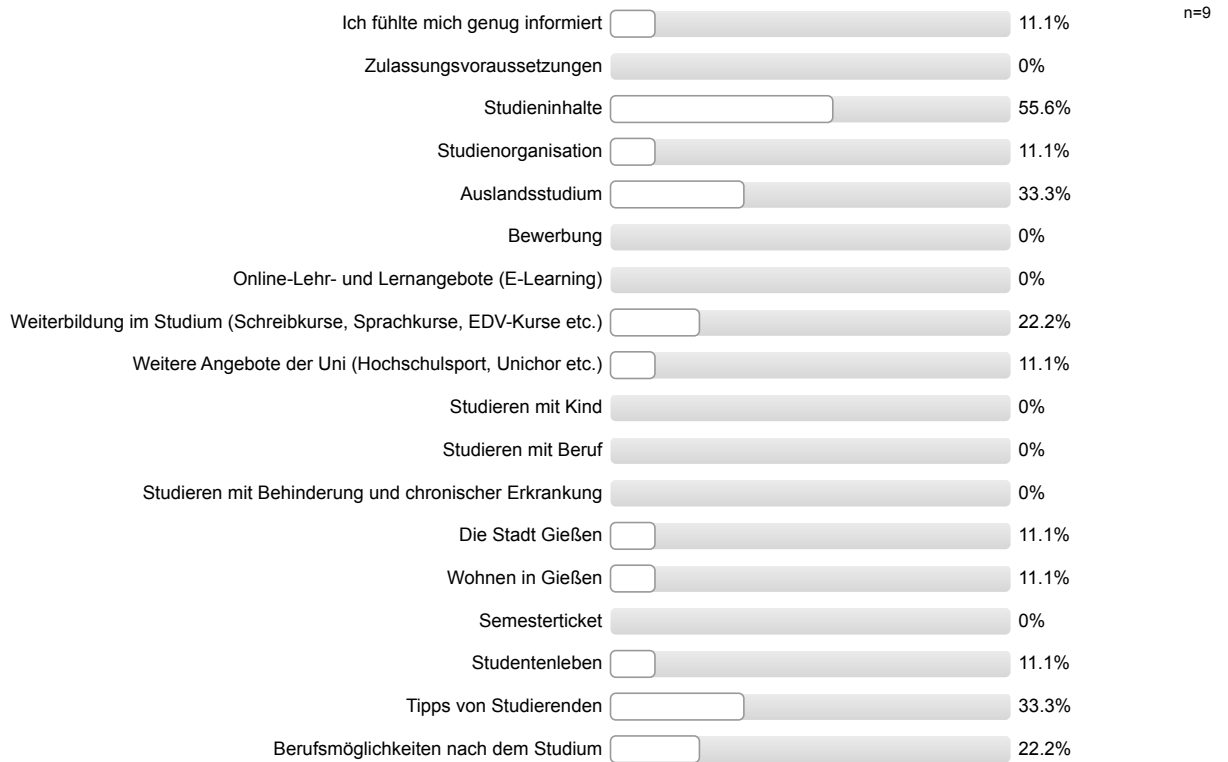 Ich fühlte mich genug informiert 11.1% n=9
Zulassungsvoraussetzungen 0%
Studieninhalte 55.6%
Studienorganisation 11.1%
Auslandsstudium 33.3%
Bewerbung 0%
Online-Lehr- und Lernangebote (E-Learning) 0%
Weiterbildung im Studium (Schreibkurse, Sprachkurse, EDV-Kurse etc.) 22.2%
Weitere Angebote der Uni (Hochschulsport, Unichor etc.) 11.1%
Studieren mit Kind 0%
Studieren mit Beruf 0%
Studieren mit Behinderung und chronischer Erkrankung 0%
Die Stadt Gießen 11.1%
Wohnen in Gießen 11.1%
Semesterticket 0%
Studentenleben 11.1%
Tipps von Studierenden 33.3%
Berufsmöglichkeiten nach dem Studium 22.2%